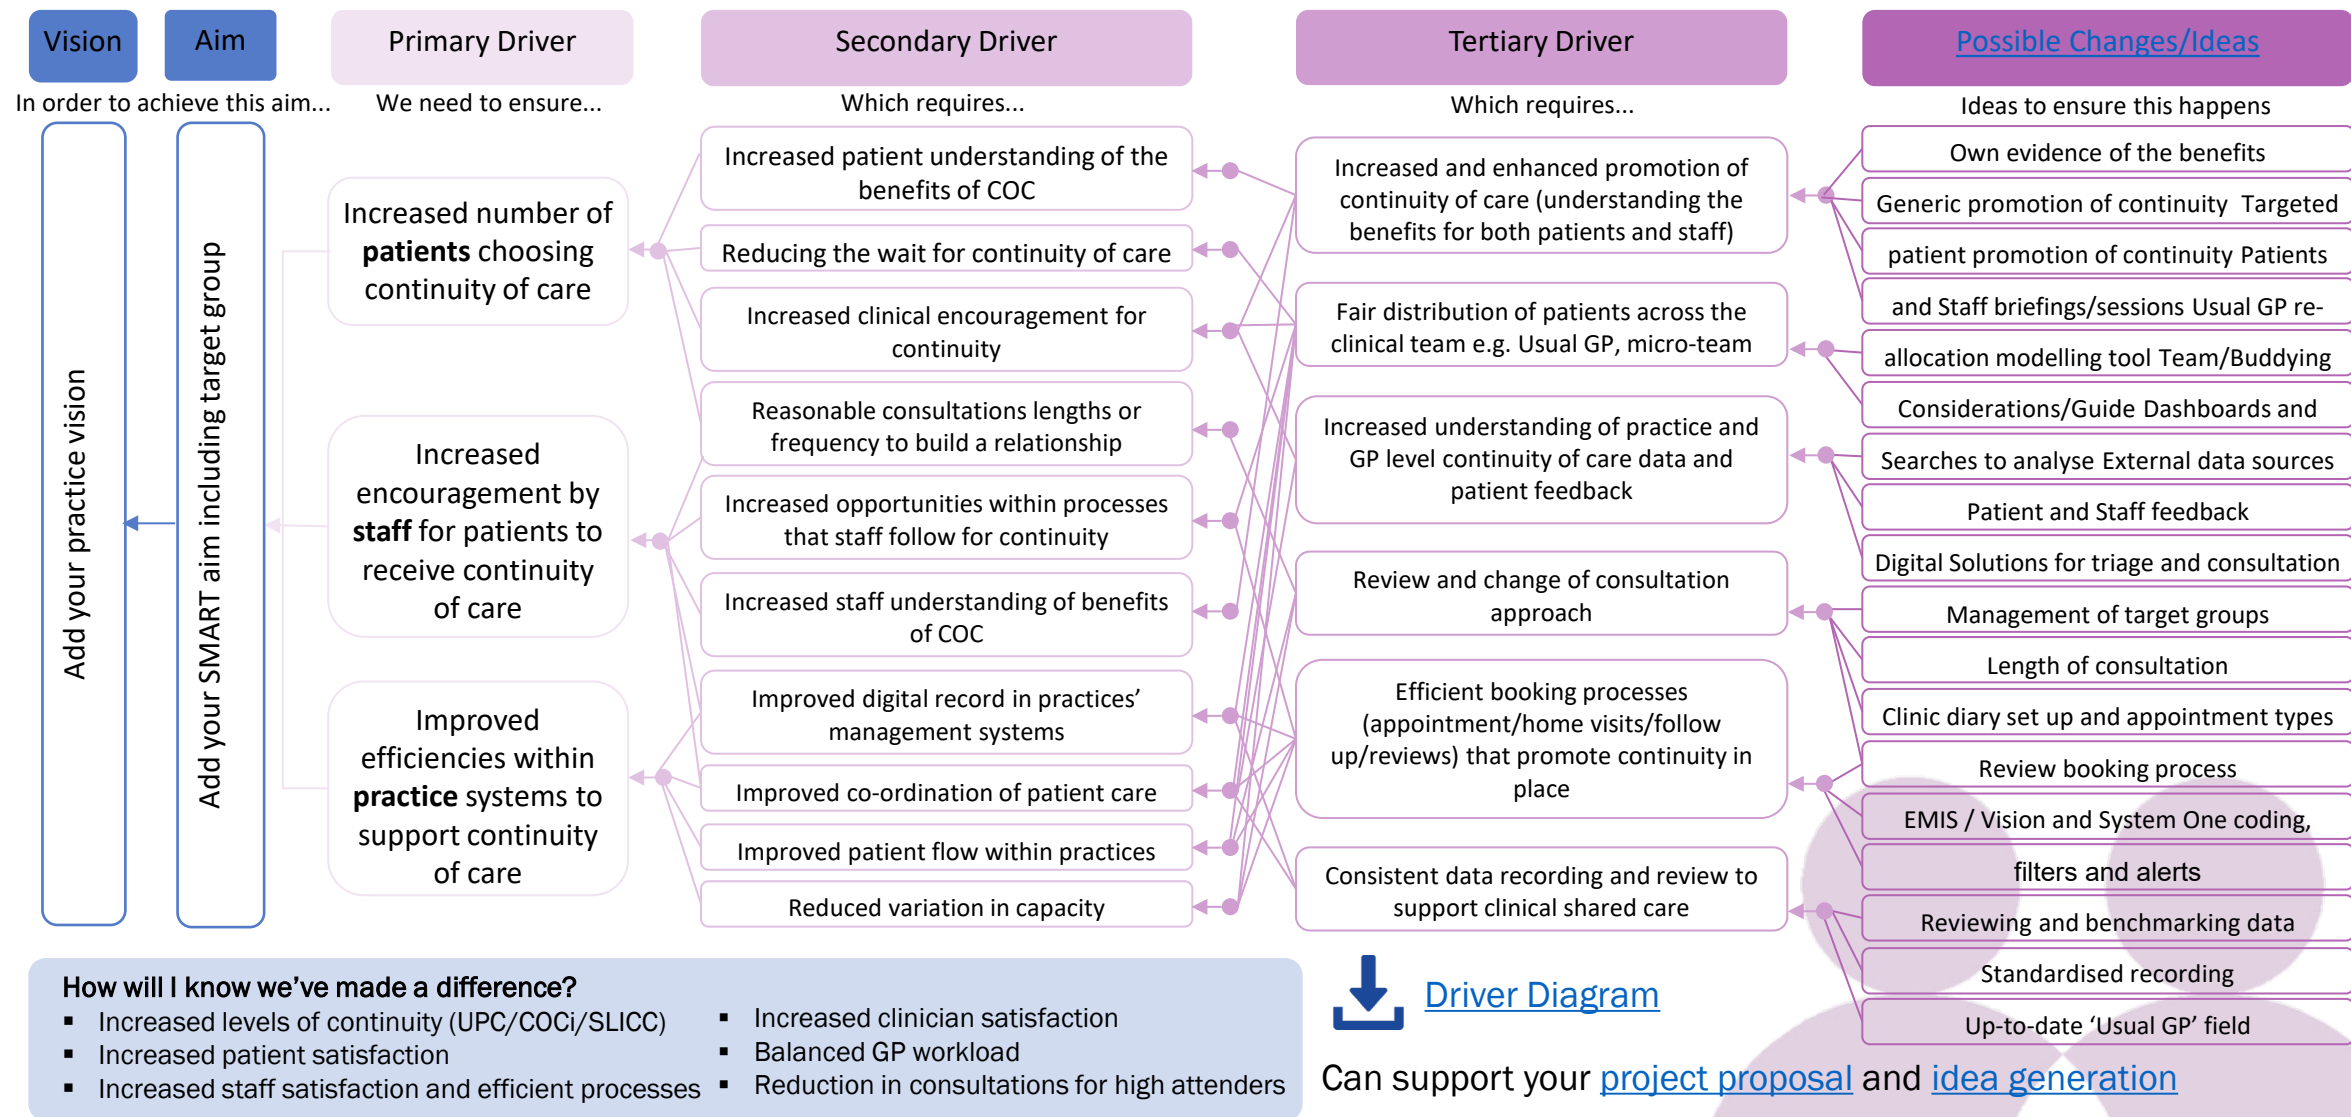 Vision
Aim
Primary Driver
Secondary Driver
Tertiary Driver
Possible Changes/Ideas
In order to achieve this aim...
We need to ensure...
Which requires...
Which requires...
Ideas to ensure this happens
Add your practice vision
Add your SMART aim including target group
Increased number of
patients choosing
continuity of care
Increased
encouragement by
staff for patients to
receive continuity
of care
Improved
efficiencies within
practice systems to
support continuity
of care
Increased patient understanding of the
benefits of COC
Reducing the wait for continuity of care
Increased clinical encouragement for
continuity
Reasonable consultations lengths or
frequency to build a relationship
Increased opportunities within processes
that staff follow for continuity
Increased staff understanding of benefits
of COC
Improved digital record in practices’
management systems
Improved co-ordination of patient care
Improved patient flow within practices
Reduced variation in capacity
Increased and enhanced promotion of
continuity of care (understanding the
benefits for both patients and staff)
Fair distribution of patients across the
clinical team e.g. Usual GP, micro-team
Increased understanding of practice and
GP level continuity of care data and
patient feedback
Review and change of consultation
approach
Efficient booking processes
(appointment/home visits/follow
up/reviews) that promote continuity in
place
Consistent data recording and review to
support clinical shared care
Own evidence of the benefits
Generic promotion of continuity Targeted
patient promotion of continuity Patients
and Staff briefings/sessions Usual GP re-
allocation modelling tool Team/Buddying
Considerations/Guide Dashboards and
Searches to analyse External data sources
Patient and Staff feedback
Digital Solutions for triage and consultation
Management of target groups
Length of consultation
Clinic diary set up and appointment types
Review booking process
EMIS / Vision and System One coding,
filters and alerts
Reviewing and benchmarking data
Standardised recording
Up-to-date ‘Usual GP’ field
How will I know we’ve made a difference?
▪ Increased levels of continuity (UPC/COCi/SLICC)
▪ Increased patient satisfaction
▪ Increased staff satisfaction and efficient processes
▪ Increased clinician satisfaction
▪ Balanced GP workload
▪ Reduction in consultations for high attenders
Driver Diagram
Can support your project proposal and idea generation